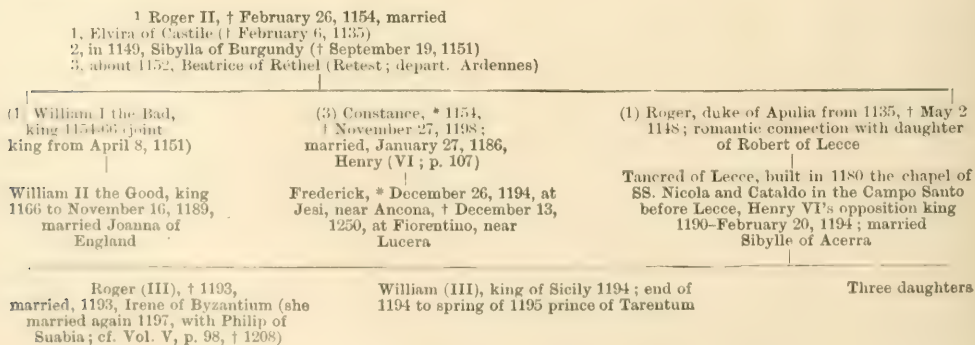 ¹ Roger II, † February 26, 1154, married
1, Elvira of Castile († February 6, 1135)
2, in 1149, Sibylla of Burgundy († September 19, 1151)
3, about 1152, Beatrice of Réthel (Retest; depart. Ardennes)
(1 William I the Bad,
king 1154-66 (joint
king from April 8, 1151)
William II the Good, king
1166 to November 16, 1189,
married Joanna of
England
(3) Constance, * 1154,
† November 27, 1198;
married, January 27, 1186,
Henry (VI; p. 107)
Frederick, * December 26, 1194, at
Jesi, near Ancona, † December 13,
1250, at Fiorentino, near
Lucera
(1) Roger, duke of Apulia from 1135, † May 2
1148; romantic connection with daughter
of Robert of Lecce
Tancred of Lecce, built in 1180 the chapel of
SS. Nicola and Cataldo in the Campo Santo
before Lecce, Henry VI's opposition king
1190-February 20, 1194; married
Sibylle of Acerra
Roger (III), † 1193,
married, 1193, Irene of Byzantium (she
married again 1197, with Philip of
Suabia; cf. Vol. V, p. 98, † 1208)
William (III), king of Sicily 1194; end of
1194 to spring of 1195 prince of Tarentum
Three daughters